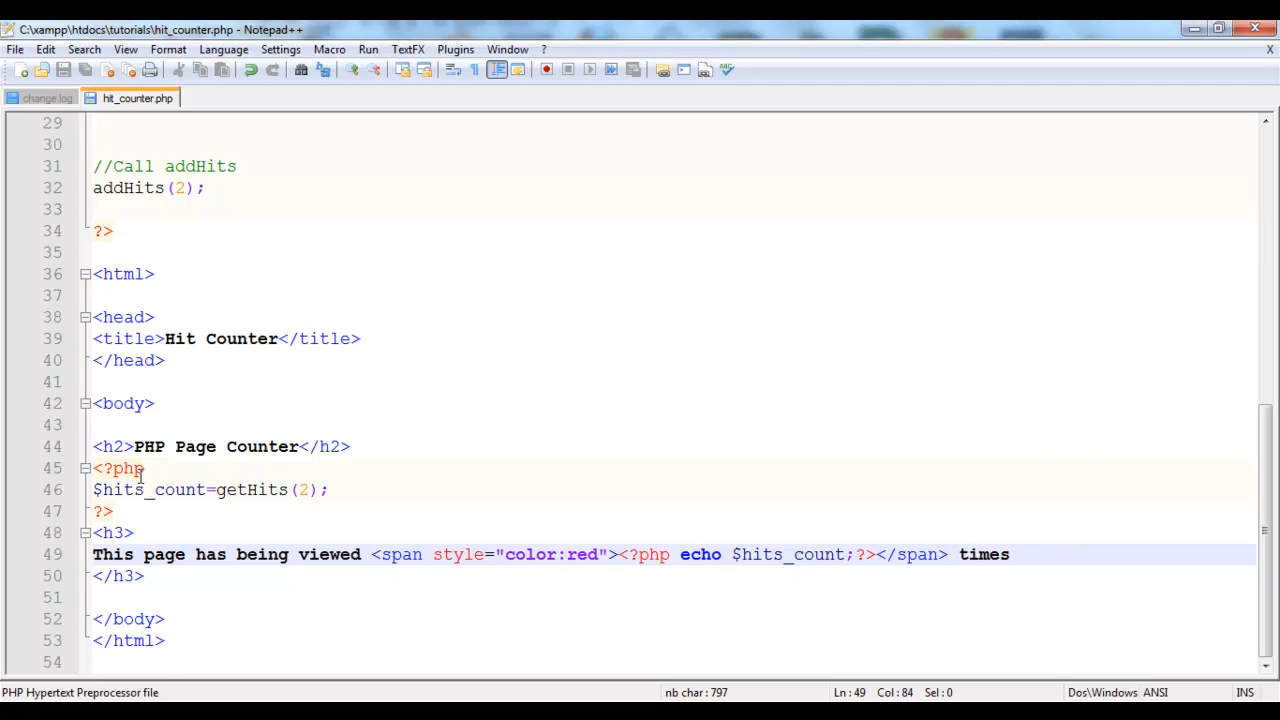 C:\xampp\htdocs\tutorials\hit_counter.php - Notepad++
File Edit Search View Format Language Settings Macro Run TextFX Plugins Window ? X
change.log hit_counter.php
29
30
31 //Call addHits
32 addHits(2);
33
34 ?>
35
36 <html>
37
38 <head>
39 <title>Hit Counter</title>
40 </head>
41
42 <body>
43
44 <h2>PHP Page Counter</h2>
45 <?php
46 $hits_count=getHits(2);
47 ?>
48 <h3>
49 This page has being viewed <span style="color:red"><?php echo $hits_count;?></span> times
50 </h3>
51
52 </body>
53 </html>
54
PHP Hypertext Preprocessor file nb char : 797 Ln : 49 Col : 84 Sel : 0 Dos\Windows ANSI INS